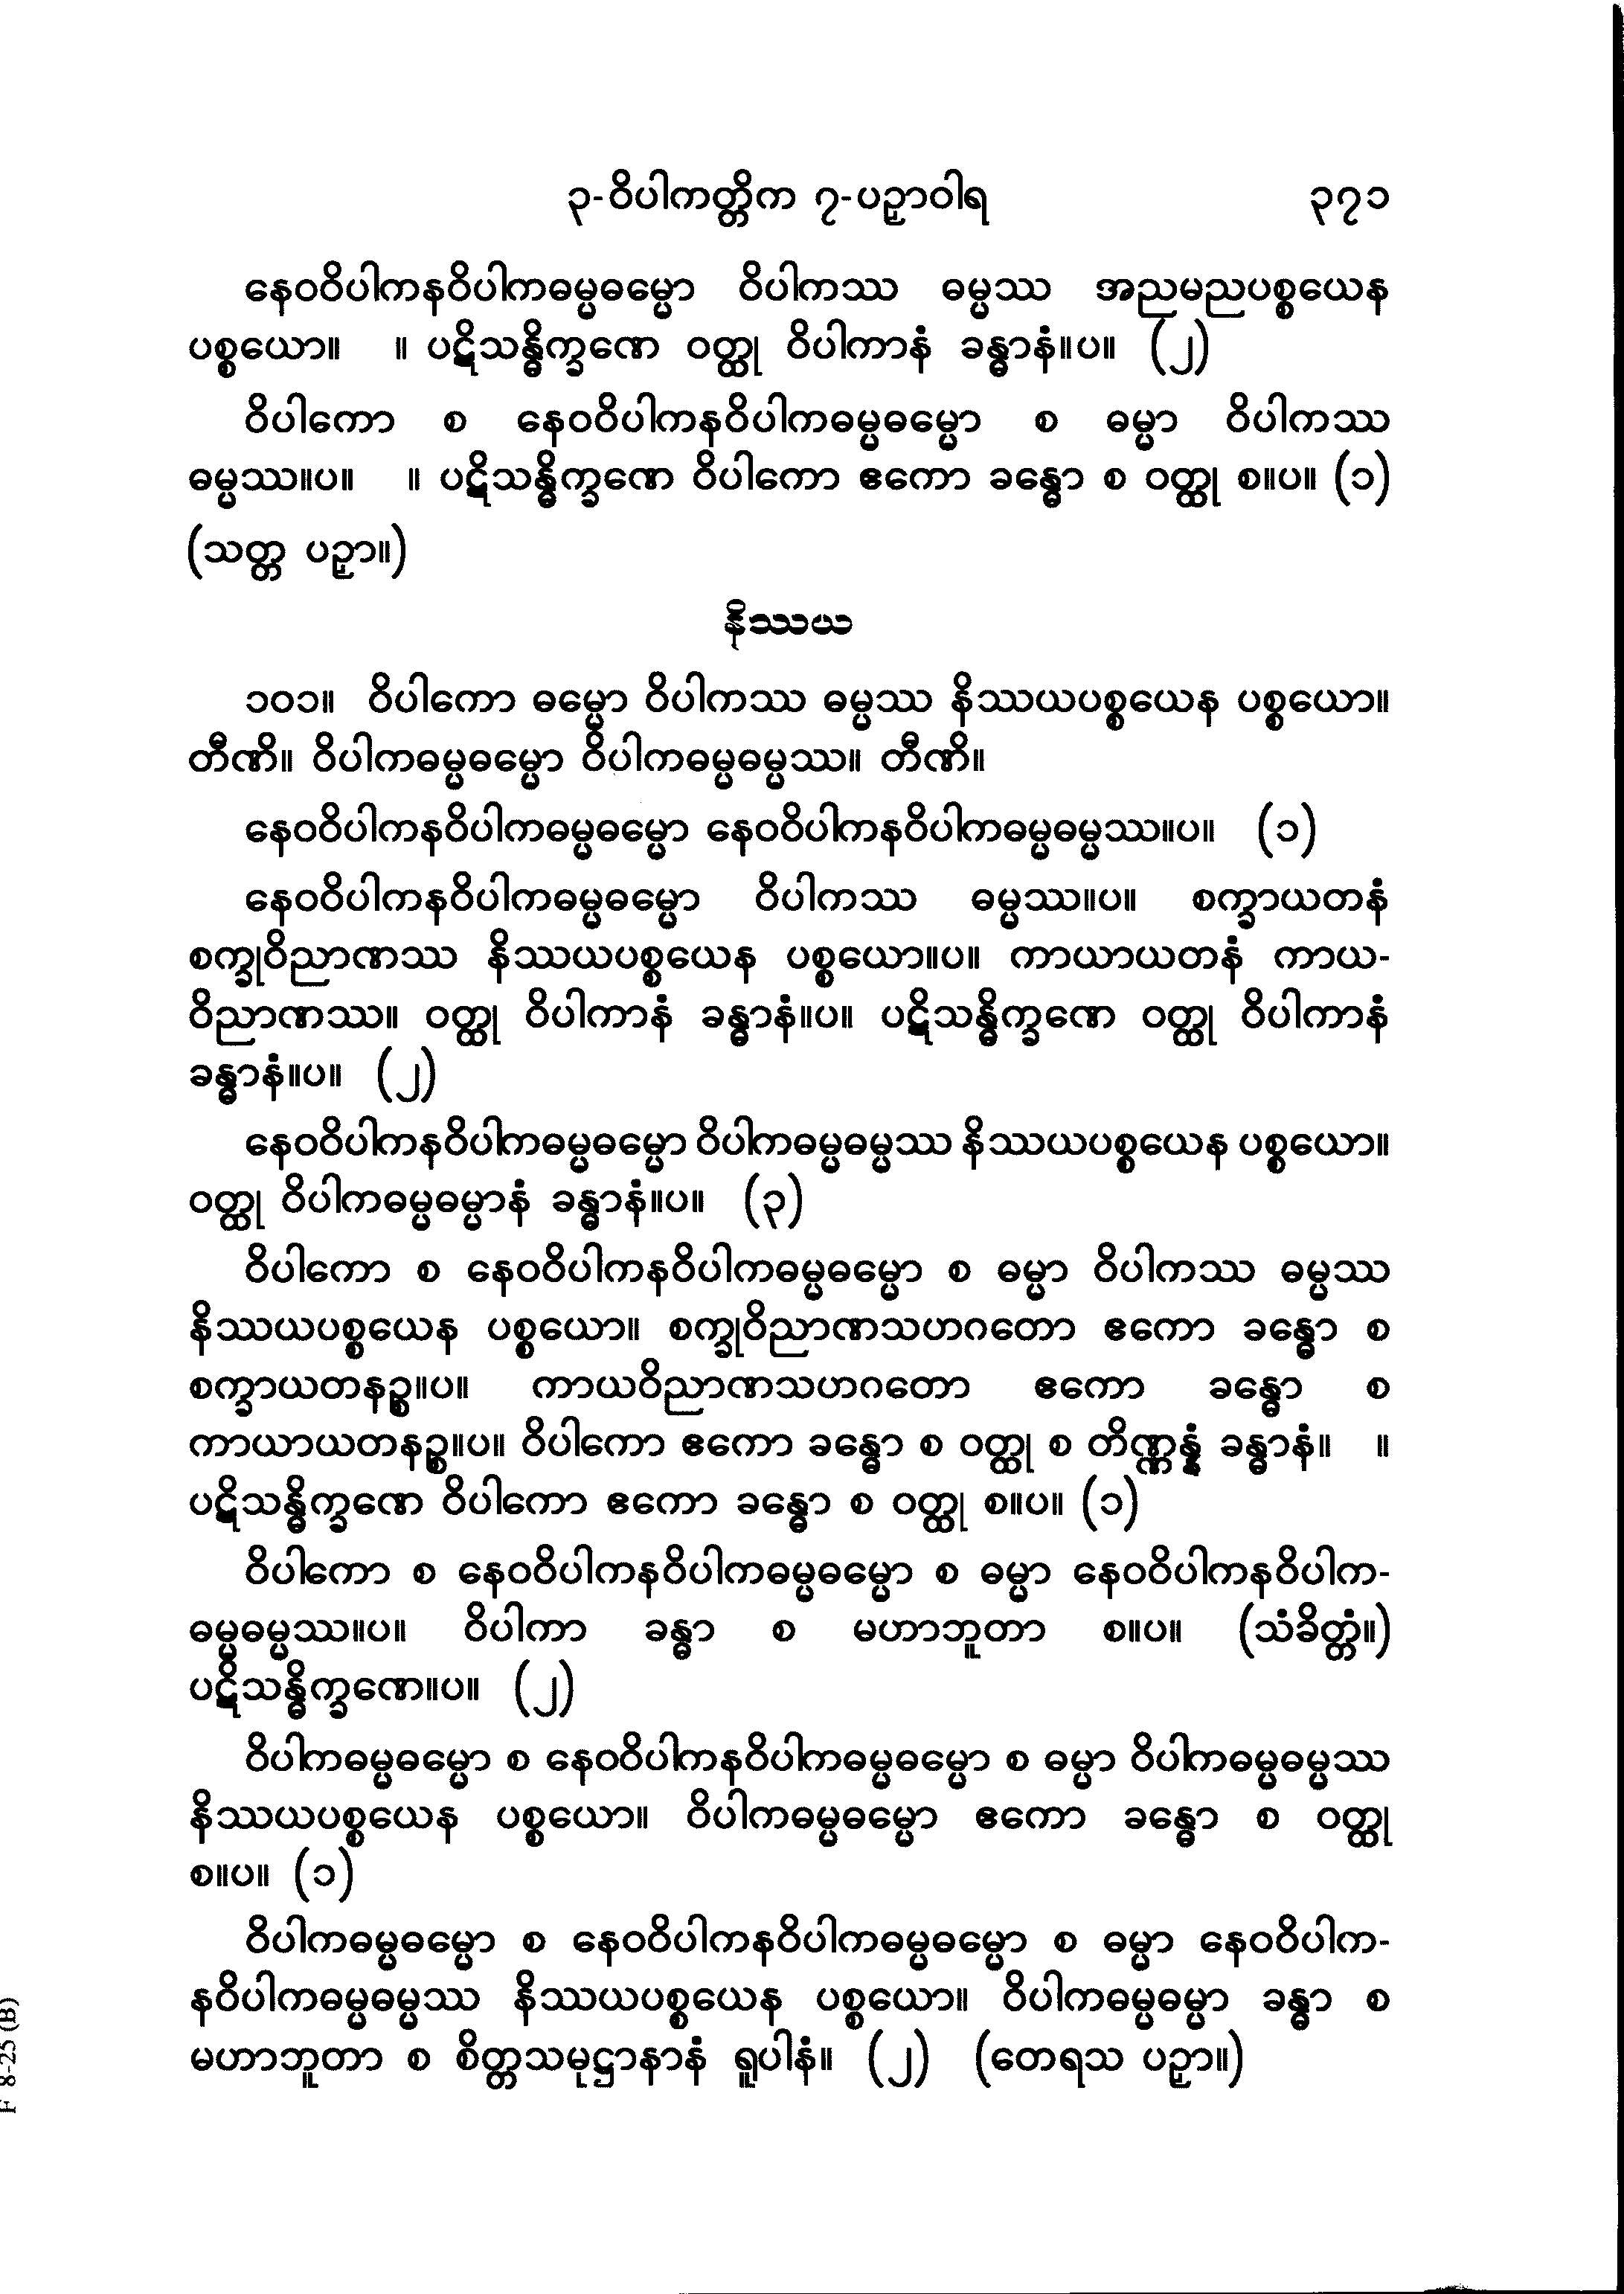 ၃-ဝိပါကတ္တိက ၇-ပဉှာဝါရ ၃၇၁
နေဝဝိပါကနဝိပါကဓမ္မဓမ္မော ဝိပါကဿ ဓမ္မဿ အညမညပစ္စယေန
ပစ္စယော။ ။ ပဋိသန္ဓိက္ခဏေ ဝတ္ထု ဝိပါကာနံ ခန္ဓာနံ။ပ။ (၂)
ဝိပါကော စ နေဝဝိပါကနဝိပါကဓမ္မဓမ္မော စ ဓမ္မာ ဝိပါကဿ
ဓမ္မဿ။ပ။ ။ ပဋိသန္ဓိက္ခဏေ ဝိပါကော ဧကော ခန္ဓော စ ဝတ္ထု စ။ပ။ (၁)
(သတ္တ ပဉှာ။)
နိဿယ
၁၀၁။ ဝိပါကော ဓမ္မော ဝိပါကဿ ဓမ္မဿ နိဿယပစ္စယေန ပစ္စယော။
တီဏိ။ ဝိပါကဓမ္မဓမ္မော ဝိပါကဓမ္မဓမ္မဿ။ တီဏိ။
နေဝဝိပါကနဝိပါကဓမ္မဓမ္မော နေဝဝိပါကနဝိပါကဓမ္မဓမ္မဿ။ပ။ (၁)
နေဝဝိပါကနဝိပါကဓမ္မဓမ္မော ဝိပါကဿ ဓမ္မဿ။ပ။ စက္ခာယတနံ
စက္ခုဝိညာဏဿ နိဿယပစ္စယေန ပစ္စယော။ပ။ ကာယာယတနံ ကာယ-
ဝိညာဏဿ။ ဝတ္ထု ဝိပါကာနံ ခန္ဓာနံ။ပ။ ပဋိသန္ဓိက္ခဏေ ဝတ္ထု ဝိပါကာနံ
ခန္ဓာနံ။ပ။ (၂)
နေဝဝိပါကနဝိပါကဓမ္မဓမ္မော ဝိပါကဓမ္မဓမ္မဿ နိဿယပစ္စယေန ပစ္စယော။
ဝတ္ထု ဝိပါကဓမ္မဓမ္မာနံ ခန္ဓာနံ။ပ။ (၃)
ဝိပါကော စ နေဝဝိပါကနဝိပါကဓမ္မဓမ္မော စ ဓမ္မာ ဝိပါကဿ ဓမ္မဿ
နိဿယပစ္စယေန ပစ္စယော။ စက္ခုဝိညာဏသဟဂတော ဧကော ခန္ဓော စ
စက္ခာယတနဉ္စ။ပ။ ကာယဝိညာဏသဟဂတော ဧကော ခန္ဓော စ
ကာယာယတနဉ္စ။ပ။ ဝိပါကော ဧကော ခန္ဓော စ ဝတ္ထု စ တိဏ္ဏန္နံ ခန္ဓာနံ။ ။
ပဋိသန္ဓိက္ခဏေ ဝိပါကော ဧကော ခန္ဓော စ ဝတ္ထု စ။ပ။ (၁)
ဝိပါကော စ နေဝဝိပါကနဝိပါကဓမ္မဓမ္မော စ ဓမ္မာ နေဝဝိပါကနဝိပါက-
ဓမ္မဓမ္မဿ။ပ။ ဝိပါကာ ခန္ဓာ စ မဟာဘူတာ စ။ပ။ (သံခိတ္တံ။)
ပဋိသန္ဓိက္ခဏေ။ပ။ (၂)
ဝိပါကဓမ္မဓမ္မော စ နေဝဝိပါကနဝိပါကဓမ္မဓမ္မော စ ဓမ္မာ ဝိပါကဓမ္မဓမ္မဿ
နိဿယပစ္စယေန ပစ္စယော။ ဝိပါကဓမ္မဓမ္မော ဧကော ခန္ဓော စ ဝတ္ထု
စ။ပ။ (၁)
ဝိပါကဓမ္မဓမ္မော စ နေဝဝိပါကနဝိပါကဓမ္မဓမ္မော စ ဓမ္မာ နေဝဝိပါက-
နဝိပါကဓမ္မဓမ္မဿ နိဿယပစ္စယေန ပစ္စယော။ ဝိပါကဓမ္မဓမ္မာ ခန္ဓာ စ
မဟာဘူတာ စ စိတ္တသမုဋ္ဌာနာနံ ရူပါနံ။ (၂) (တေရသ ပဉှာ။)
F 8-25 (B)